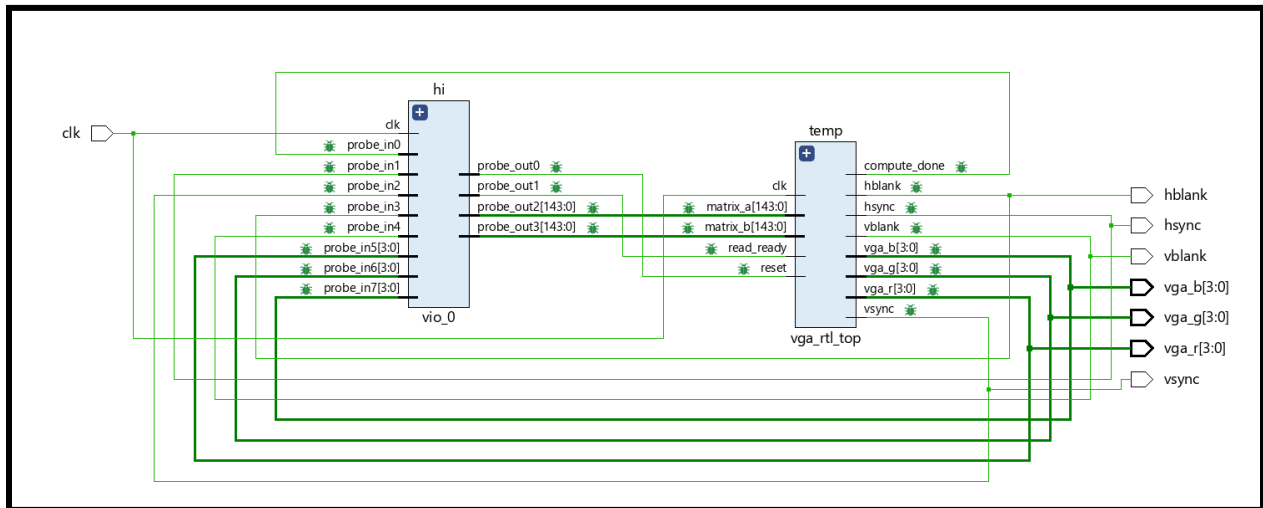 clk
hi
clk
probe_in0
probe_in1
probe_in2
probe_in3
probe_in4
probe_in5[3:0]
probe_in6[3:0]
probe_in7[3:0]
probe_out0
probe_out1
probe_out2[143:0]
probe_out3[143:0]
vio_0
temp
clk
matrix_a[143:0]
matrix_b[143:0]
read_ready
reset
compute_done
hblank
hsync
vblank
vga_b[3:0]
vga_g[3:0]
vga_r[3:0]
vsync
vga_rtl_top
hblank
hsync
vblank
vga_b[3:0]
vga_g[3:0]
vga_r[3:0]
vsync